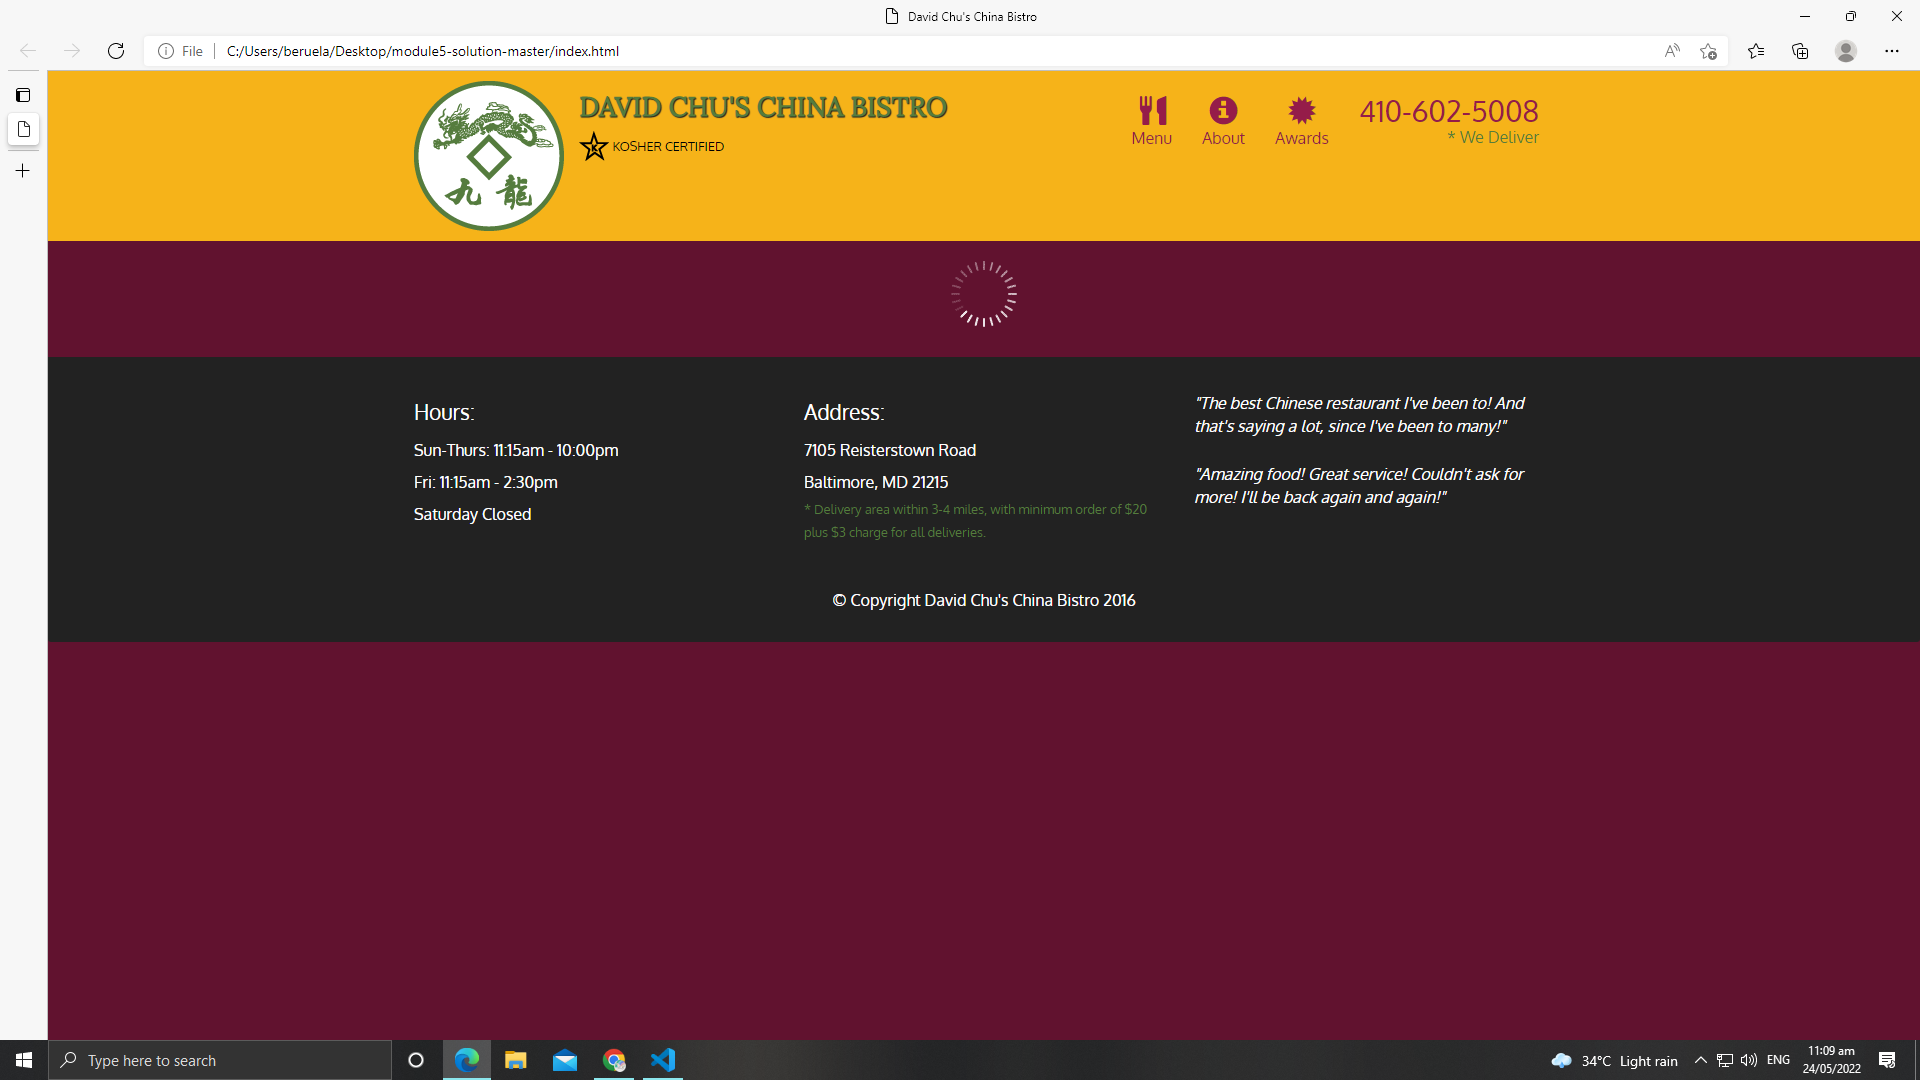 David Chu's China Bistro
File
C:/Users/beruela/Desktop/module5-solution-master/index.html
DAVID CHU'S CHINA BISTRO
K KOSHER CERTIFIED
九 龍
Menu
About
Awards
410-602-5008
* We Deliver
Hours:
Sun-Thurs: 11:15am - 10:00pm
Fri: 11:15am - 2:30pm
Saturday Closed
Address:
7105 Reisterstown Road
Baltimore, MD 21215
* Delivery area within 3-4 miles, with minimum order of $20
plus $3 charge for all deliveries.
"The best Chinese restaurant I've been to! And
that's saying a lot, since I've been to many!"
"Amazing food! Great service! Couldn't ask for
more! I'll be back again and again!"
© Copyright David Chu's China Bistro 2016
Type here to search
34°C Light rain
ENG
11:09 am
24/05/2022